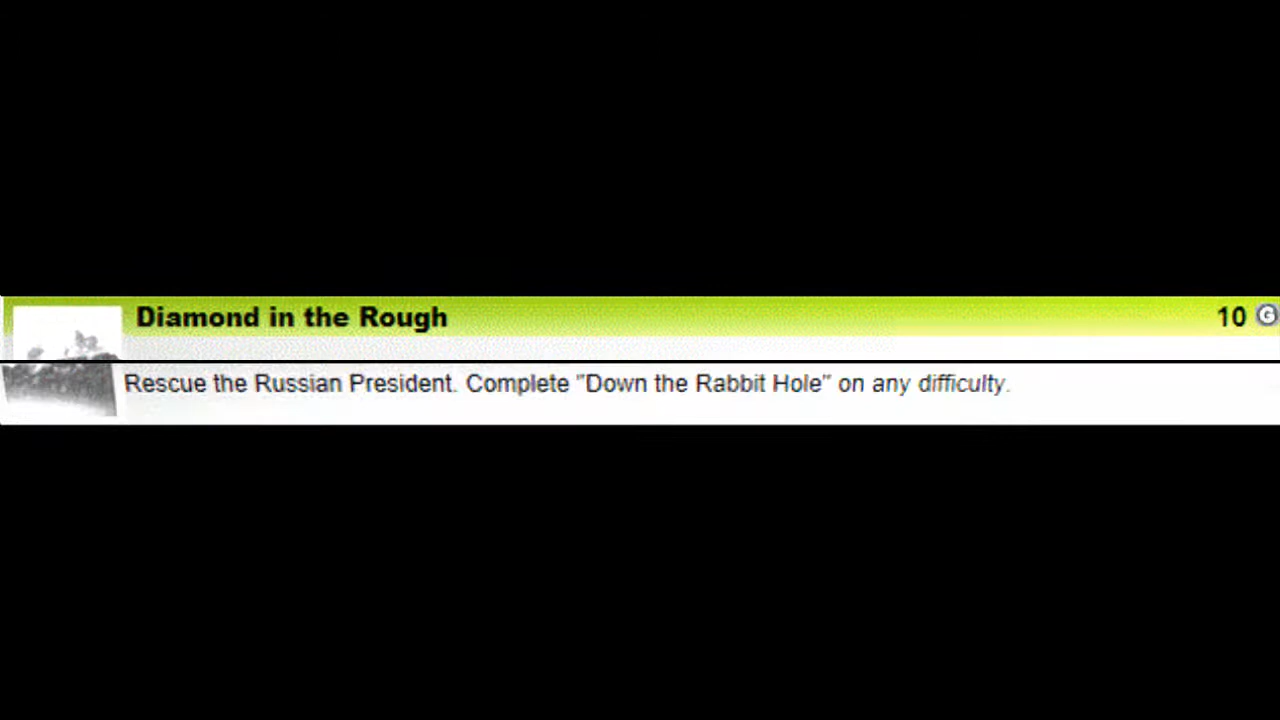 Diamond in the Rough 10 G
Rescue the Russian President. Complete "Down the Rabbit Hole" on any difficulty.